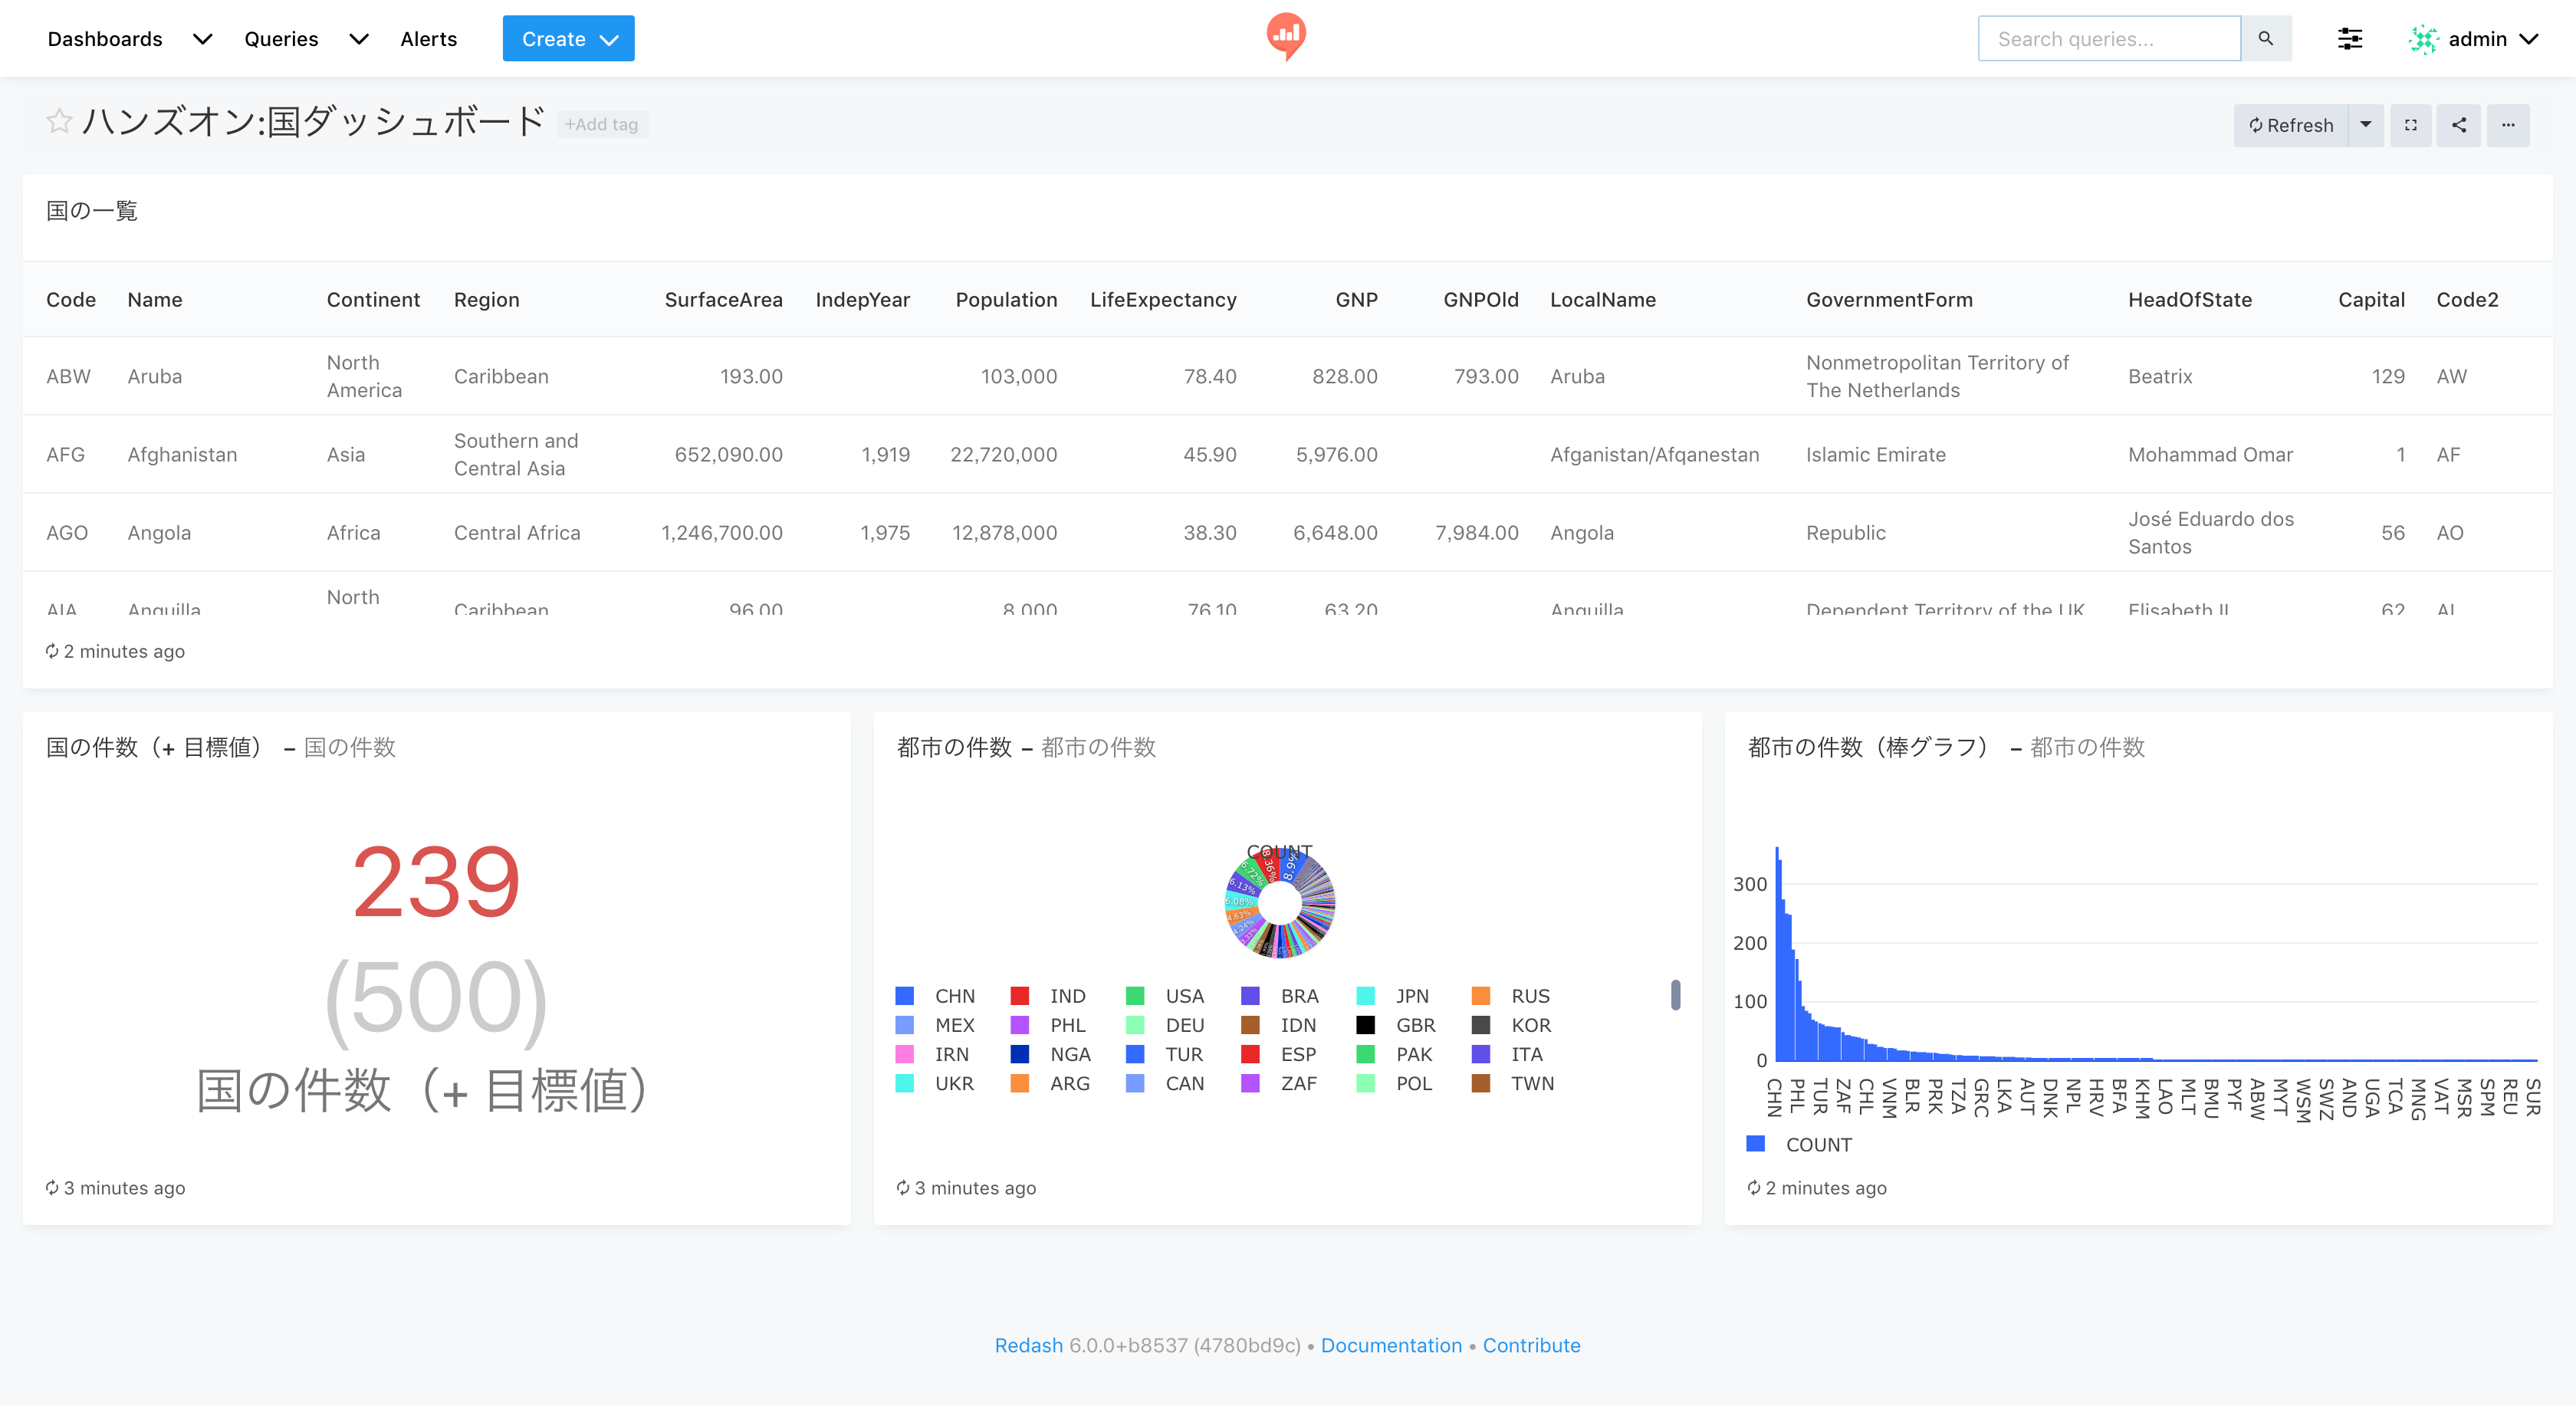 Dashboards Queries Alerts Create Search queries... admin
ハンズオン:国ダッシュボード +Add tag Refresh
国の一覧
Code Name Continent Region SurfaceArea IndepYear Population LifeExpectancy GNP GNPOld LocalName GovernmentForm HeadOfState Capital Code2
ABW Aruba North America Caribbean 193.00 103,000 78.40 828.00 793.00 Aruba Nonmetropolitan Territory of The Netherlands Beatrix 129 AW
AFG Afghanistan Asia Southern and Central Asia 652,090.00 1,919 22,720,000 45.90 5,976.00 Afganistan/Afqanestan Islamic Emirate Mohammad Omar 1 AF
AGO Angola Africa Central Africa 1,246,700.00 1,975 12,878,000 38.30 6,648.00 7,984.00 Angola Republic José Eduardo dos Santos 56 AO
AIA Anguilla North Caribbean 96.00 8,000 76.10 63.20 Anguilla Dependent Territory of the UK Elisabeth II 62 AI
2 minutes ago
国の件数（+ 目標値） – 国の件数
239
(500)
国の件数（+ 目標値）
3 minutes ago
都市の件数 – 都市の件数
COUNT
8.36%
6.72%
6.13%
6.08%
4.63%
4.24%
CHN IND USA BRA JPN RUS
MEX PHL DEU IDN GBR KOR
IRN NGA TUR ESP PAK ITA
UKR ARG CAN ZAF POL TWN
3 minutes ago
都市の件数（棒グラフ） – 都市の件数
300
200
100
0
CHN PHL TUR ZAF CHL VNM BLR PRK TZA GRC LKA AUT DNK NPL HRV BFA KHM LAO MLT BMU PYF ABW MYT WSM SWZ AND UGA TCA MNG VAT MSR SPM REU SUR
COUNT
2 minutes ago
Redash 6.0.0+b8537 (4780bd9c) • Documentation • Contribute